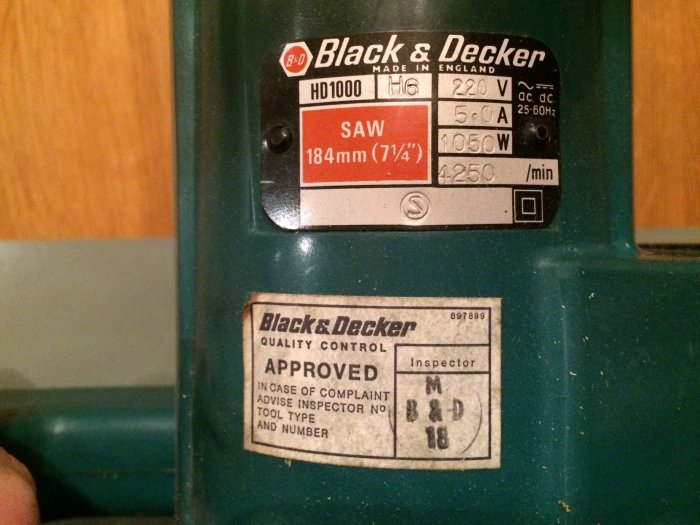 B&D Black & Decker
MADE IN ENGLAND
HD1000 H6 220 V
ac dc
25-60Hz
5.0 A
SAW
184mm (7¼")
1050 W
4250 /min
S
Black & Decker
897899
QUALITY CONTROL
APPROVED
IN CASE OF COMPLAINT
ADVISE INSPECTOR No.
TOOL TYPE
AND NUMBER
Inspector
M
B & D
18